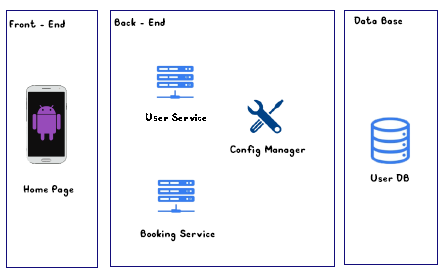 Front - End
Back - End
Data Base
User Service
Config Manager
Home Page
User DB
Booking Service